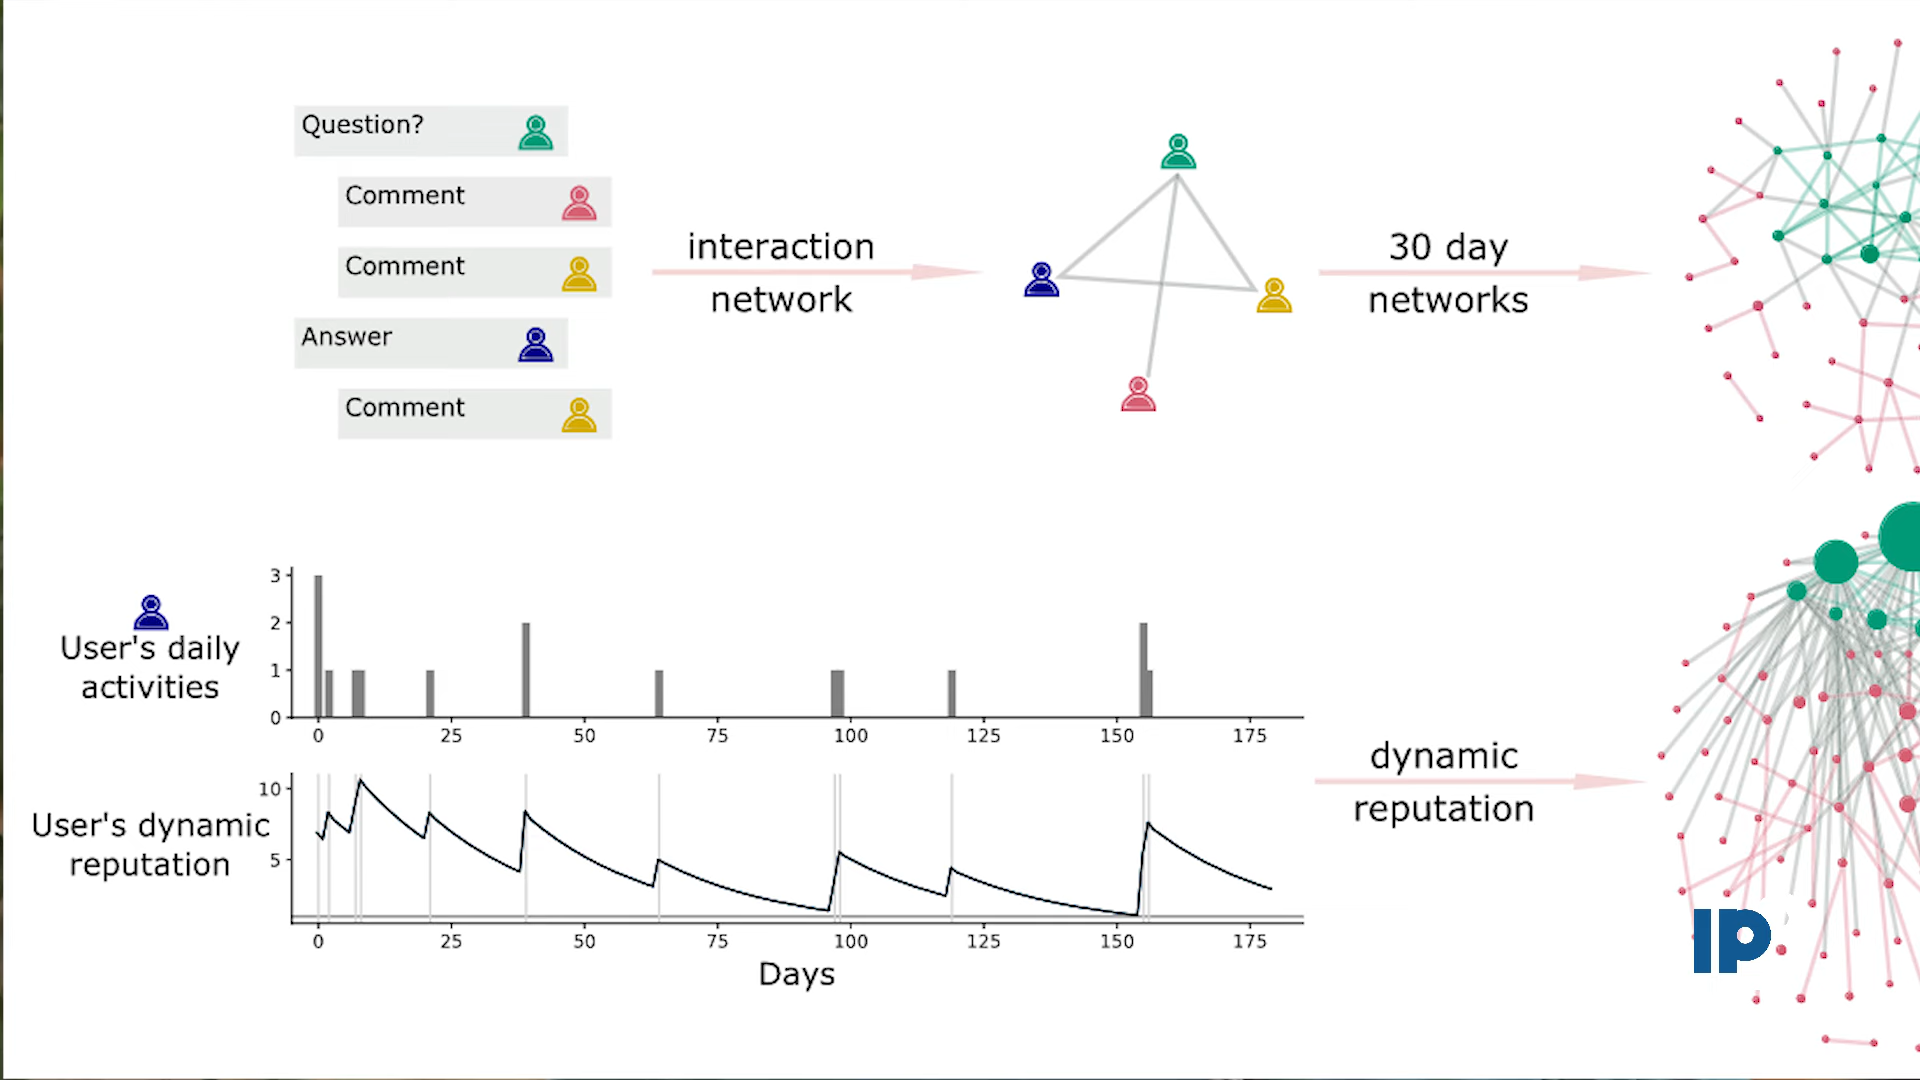 Question?
Comment
Comment
Answer
Comment
interaction
network
30 day
networks
User's daily
activities
3
2
1
0
0 25 50 75 100 125 150 175
User's dynamic
reputation
10
5
0 25 50 75 100 125 150 175
Days
dynamic
reputation
IP